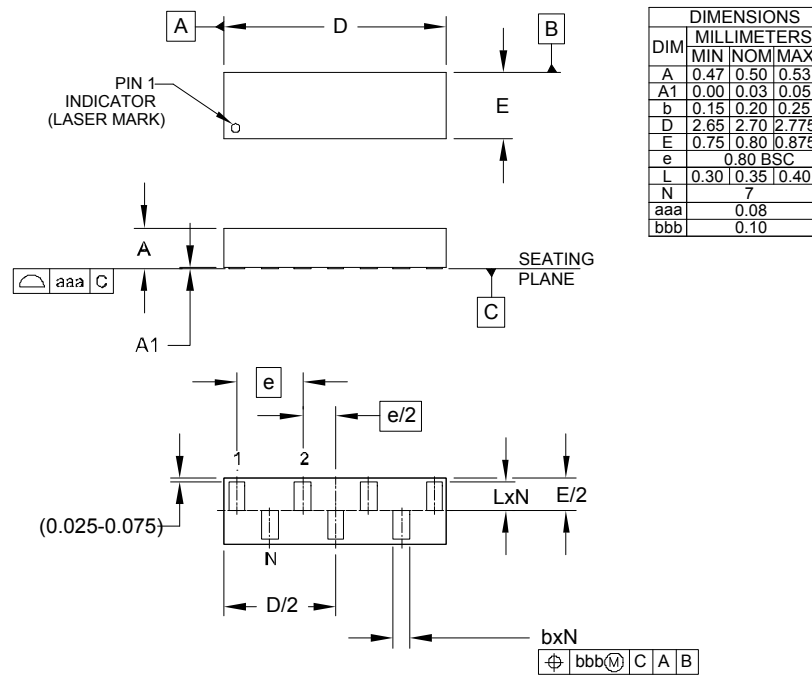 A
D
B
PIN 1
INDICATOR
(LASER MARK)
E
DIMENSIONS
DIM MILLIMETERS
MIN NOM MAX
A 0.47 0.50 0.53
A1 0.00 0.03 0.05
b 0.15 0.20 0.25
D 2.65 2.70 2.775
E 0.75 0.80 0.875
e 0.80 BSC
L 0.30 0.35 0.40
N 7
aaa 0.08
bbb 0.10
A
aaa C
SEATING
PLANE
C
A1
e
e/2
1 2
LxN E/2
(0.025-0.075)
N
D/2
bxN
bbb M C A B